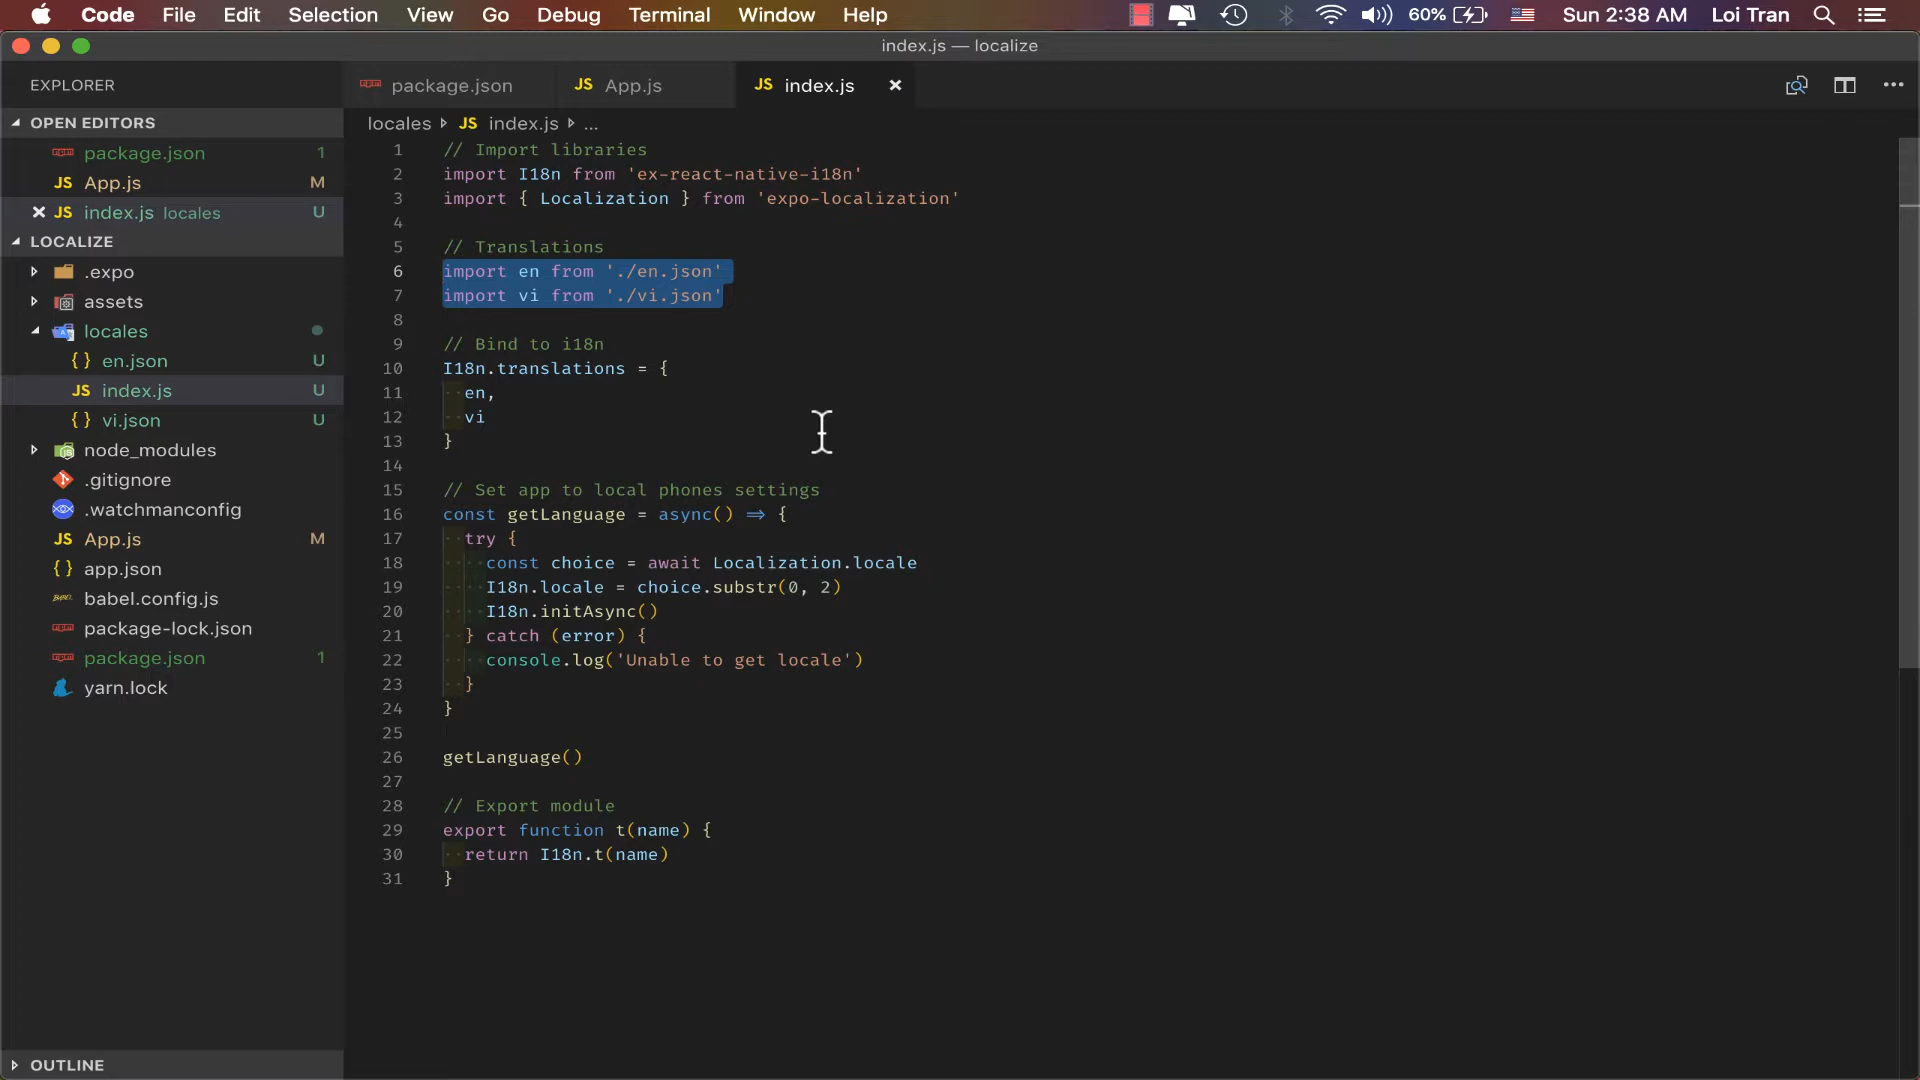 Code File Edit Selection View Go Debug Terminal Window Help 60% Sun 2:38 AM Loi Tran
index.js — localize
EXPLORER
package.json
JS App.js
JS index.js
OPEN EDITORS
package.json 1
JS App.js M
JS index.js locales U
LOCALIZE
.expo
assets
locales
{} en.json U
JS index.js U
{} vi.json U
node_modules
.gitignore
.watchmanconfig
JS App.js M
{} app.json
BABEL babel.config.js
package-lock.json
package.json 1
yarn.lock
OUTLINE
locales JS index.js ...
1 // Import libraries
2 import I18n from 'ex-react-native-i18n'
3 import { Localization } from 'expo-localization'
4
5 // Translations
6 import en from './en.json'
7 import vi from './vi.json'
8
9 // Bind to i18n
10 I18n.translations = {
11 en,
12 vi
13 }
14
15 // Set app to local phones settings
16 const getLanguage = async() => {
17 try {
18 const choice = await Localization.locale
19 I18n.locale = choice.substr(0, 2)
20 I18n.initAsync()
21 } catch (error) {
22 console.log('Unable to get locale')
23 }
24 }
25
26 getLanguage()
27
28 // Export module
29 export function t(name) {
30 return I18n.t(name)
31 }